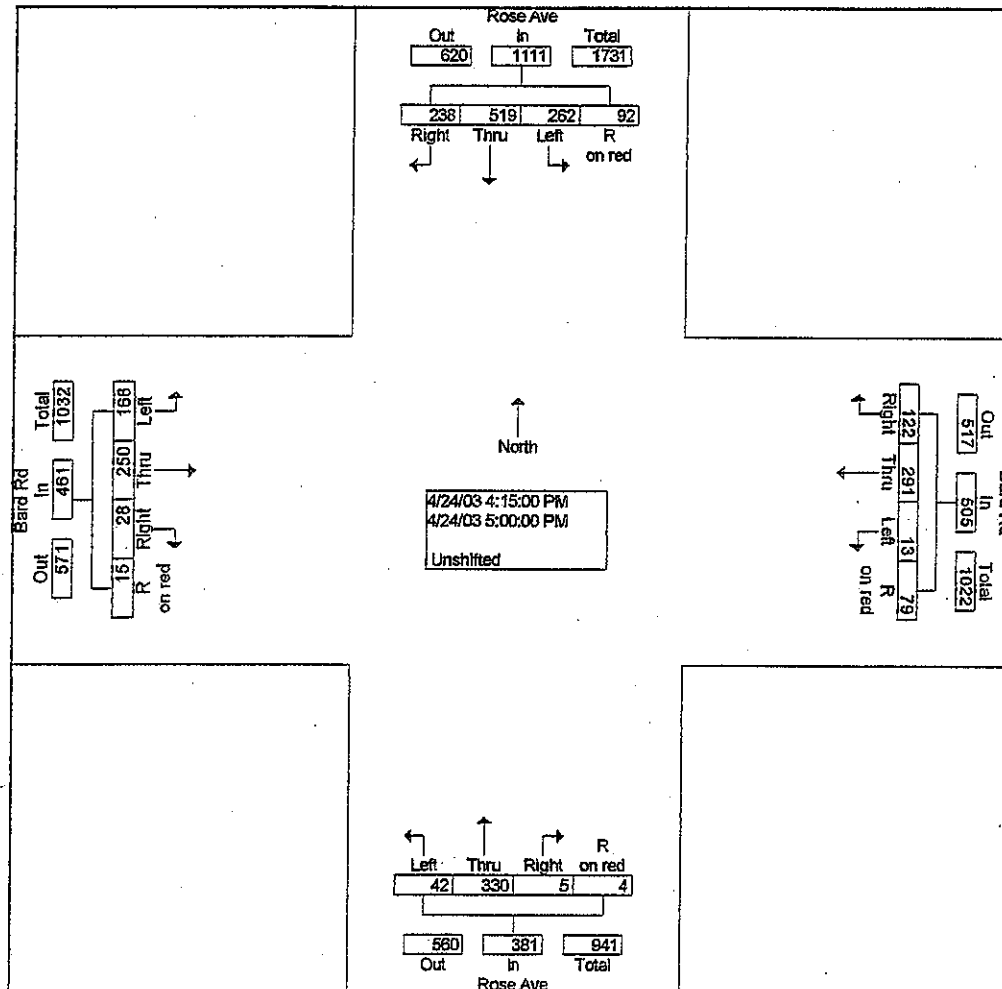 Rose Ave
Out In Total
620 1111 1731
238 519 262 92
Right Thru Left R
on red
Bard Rd
Total In Out
1032 461 571
168 250 28 15
Left Thru Right R
on red
North
4/24/03 4:15:00 PM
4/24/03 5:00:00 PM
Unshifted
Right Thru Left R
on red
122 291 13 79
Out In Total
517 505 1022
R
Left Thru Right on red
42 330 5 4
560 381 941
Out In Total
Rose Ave